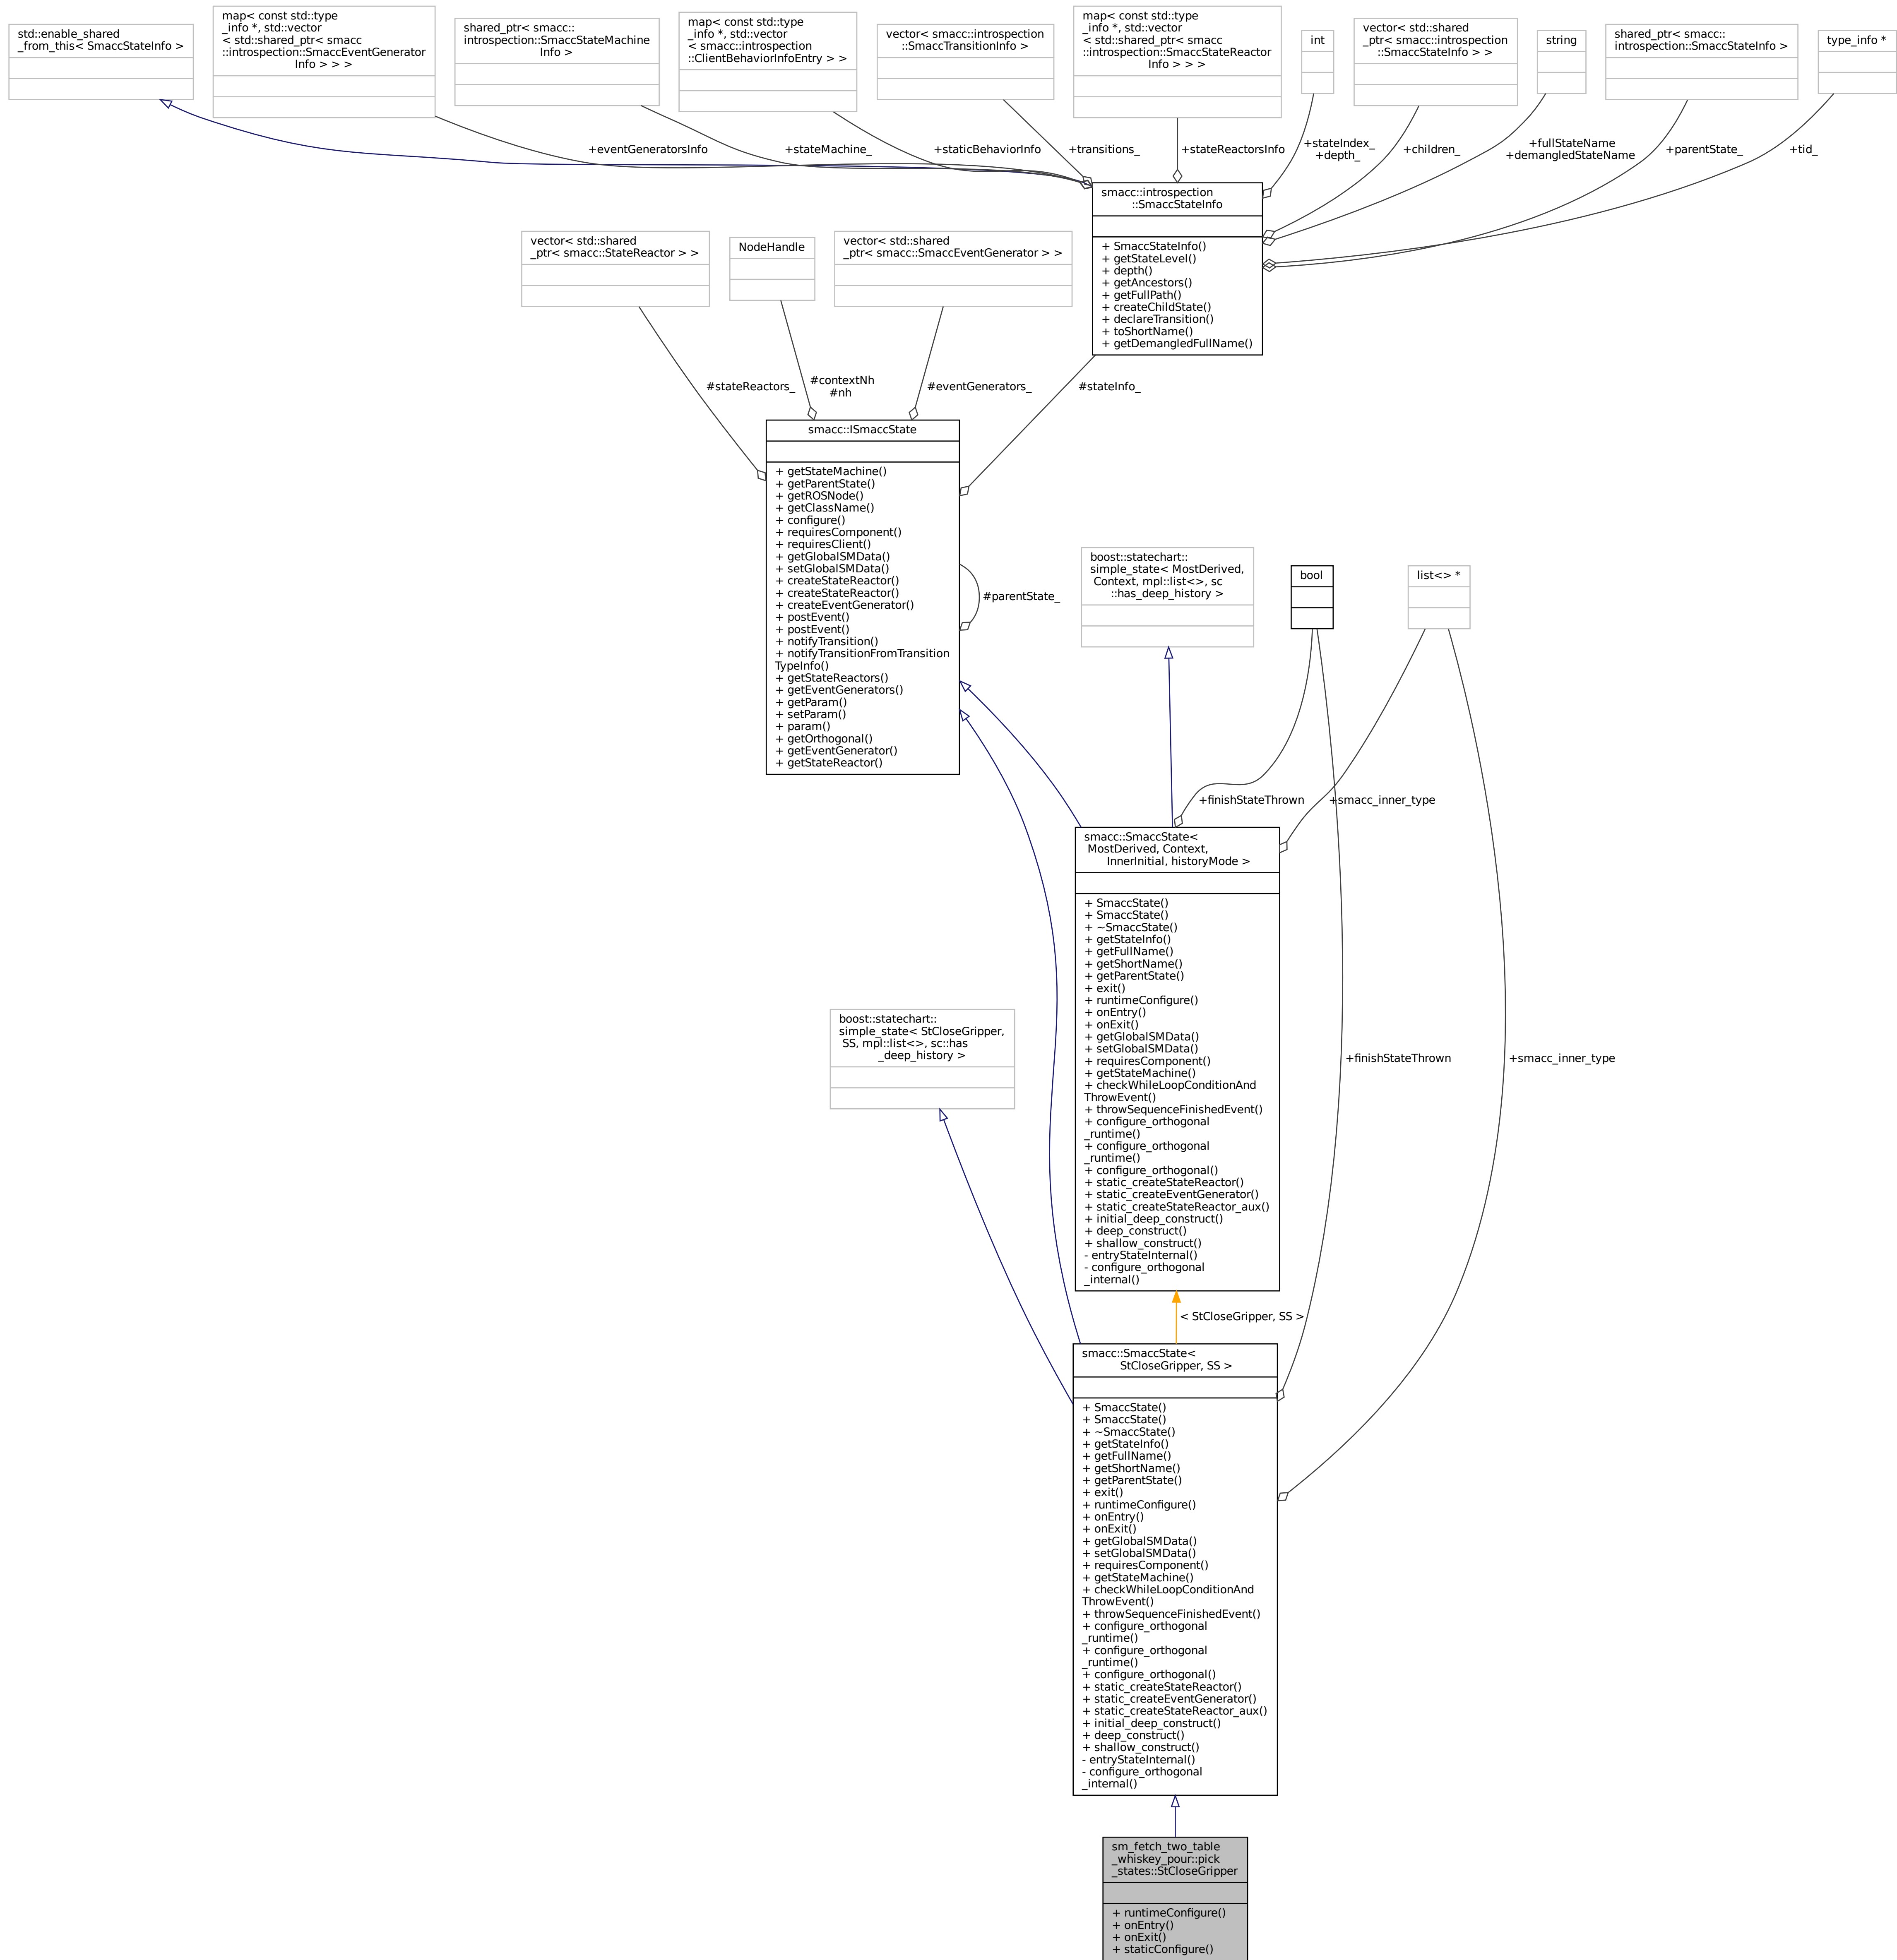 std::enable_shared
_from_this< SmaccStateInfo >
map< const std::type
_info *, std::vector
< std::shared_ptr< smacc
::introspection::SmaccEventGenerator
Info > > >
shared_ptr< smacc::
introspection::SmaccStateMachine
Info >
map< const std::type
_info *, std::vector
< smacc::introspection
::ClientBehaviorInfoEntry > >
vector< smacc::introspection
::SmaccTransitionInfo >
map< const std::type
_info *, std::vector
< std::shared_ptr< smacc
::introspection::SmaccStateReactor
Info > > >
int
vector< std::shared
_ptr< smacc::introspection
::SmaccStateInfo > >
string
shared_ptr< smacc::
introspection::SmaccStateInfo >
type_info *
+eventGeneratorsInfo
+stateMachine_
+staticBehaviorInfo
+transitions_
+stateReactorsInfo
+stateIndex_
+depth_
+children_
+fullStateName
+demangledStateName
+parentState_
+tid_
smacc::introspection
::SmaccStateInfo
+ SmaccStateInfo()
+ getStateLevel()
+ depth()
+ getAncestors()
+ getFullPath()
+ createChildState()
+ declareTransition()
+ toShortName()
+ getDemangledFullName()
vector< std::shared
_ptr< smacc::StateReactor > >
NodeHandle
vector< std::shared
_ptr< smacc::SmaccEventGenerator > >
#stateReactors_
#contextNh
#nh
#eventGenerators_
#stateInfo_
smacc::ISmaccState
+ getStateMachine()
+ getParentState()
+ getROSNode()
+ getClassName()
+ configure()
+ requiresComponent()
+ requiresClient()
+ getGlobalSMData()
+ setGlobalSMData()
+ createStateReactor()
+ createStateReactor()
+ createEventGenerator()
+ postEvent()
+ postEvent()
+ notifyTransition()
+ notifyTransitionFromTransition
TypeInfo()
+ getStateReactors()
+ getEventGenerators()
+ getParam()
+ setParam()
+ param()
+ getOrthogonal()
+ getEventGenerator()
+ getStateReactor()
#parentState_
boost::statechart::
simple_state< MostDerived,
Context, mpl::list<>, sc
::has_deep_history >
bool
list<> *
+finishStateThrown
+smacc_inner_type
smacc::SmaccState<
MostDerived, Context,
InnerInitial, historyMode >
+ SmaccState()
+ SmaccState()
+ ~SmaccState()
+ getStateInfo()
+ getFullName()
+ getShortName()
+ getParentState()
+ exit()
+ runtimeConfigure()
+ onEntry()
+ onExit()
+ getGlobalSMData()
+ setGlobalSMData()
+ requiresComponent()
+ getStateMachine()
+ checkWhileLoopConditionAnd
ThrowEvent()
+ throwSequenceFinishedEvent()
+ configure_orthogonal
_runtime()
+ configure_orthogonal
_runtime()
+ configure_orthogonal()
+ static_createStateReactor()
+ static_createEventGenerator()
+ static_createStateReactor_aux()
+ initial_deep_construct()
+ deep_construct()
+ shallow_construct()
- entryStateInternal()
- configure_orthogonal
_internal()
boost::statechart::
simple_state< StCloseGripper,
SS, mpl::list<>, sc::has
_deep_history >
+finishStateThrown
+smacc_inner_type
< StCloseGripper, SS >
smacc::SmaccState<
StCloseGripper, SS >
+ SmaccState()
+ SmaccState()
+ ~SmaccState()
+ getStateInfo()
+ getFullName()
+ getShortName()
+ getParentState()
+ exit()
+ runtimeConfigure()
+ onEntry()
+ onExit()
+ getGlobalSMData()
+ setGlobalSMData()
+ requiresComponent()
+ getStateMachine()
+ checkWhileLoopConditionAnd
ThrowEvent()
+ throwSequenceFinishedEvent()
+ configure_orthogonal
_runtime()
+ configure_orthogonal
_runtime()
+ configure_orthogonal()
+ static_createStateReactor()
+ static_createEventGenerator()
+ static_createStateReactor_aux()
+ initial_deep_construct()
+ deep_construct()
+ shallow_construct()
- entryStateInternal()
- configure_orthogonal
_internal()
sm_fetch_two_table
_whiskey_pour::pick
_states::StCloseGripper
+ runtimeConfigure()
+ onEntry()
+ onExit()
+ staticConfigure()